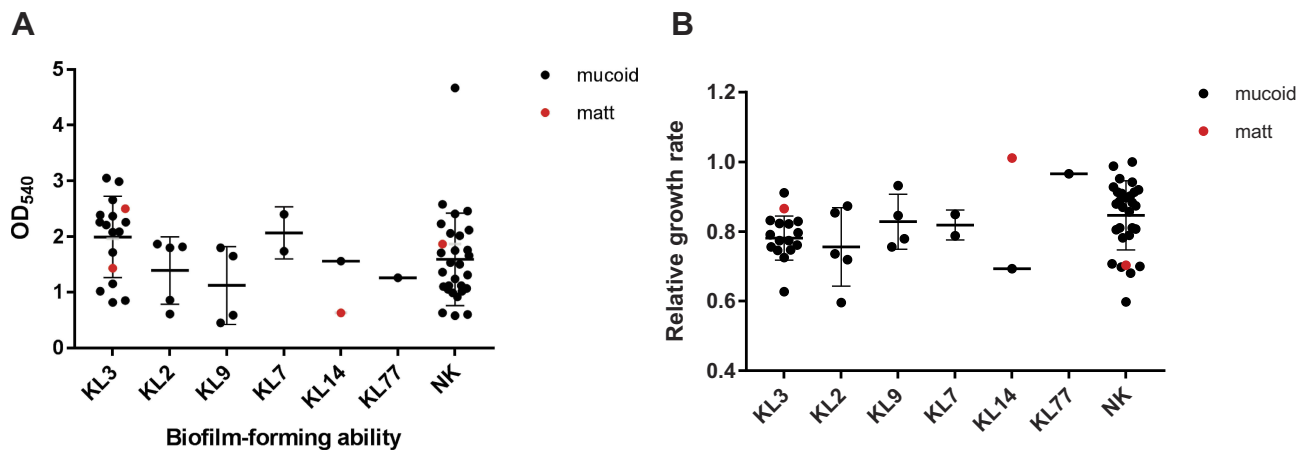 A
5
4
3
2
1
0
OD540
KL3
KL2
KL9
KL7
KL14
KL77
NK
Biofilm-forming ability
mucoid
matt
B
1.2
1.0
0.8
0.6
0.4
Relative growth rate
KL3
KL2
KL9
KL7
KL14
KL77
NK
mucoid
matt